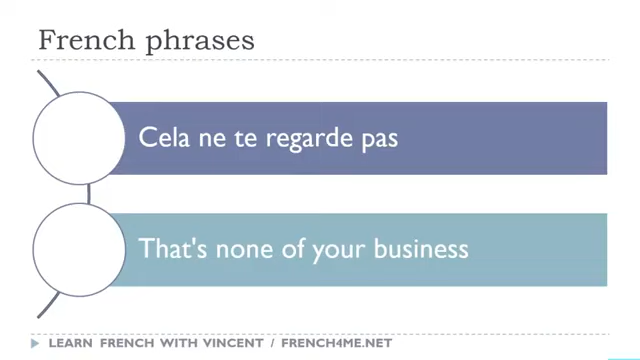 French phrases
Cela ne te regarde pas
That's none of your business
LEARN FRENCH WITH VINCENT / FRENCH4ME.NET